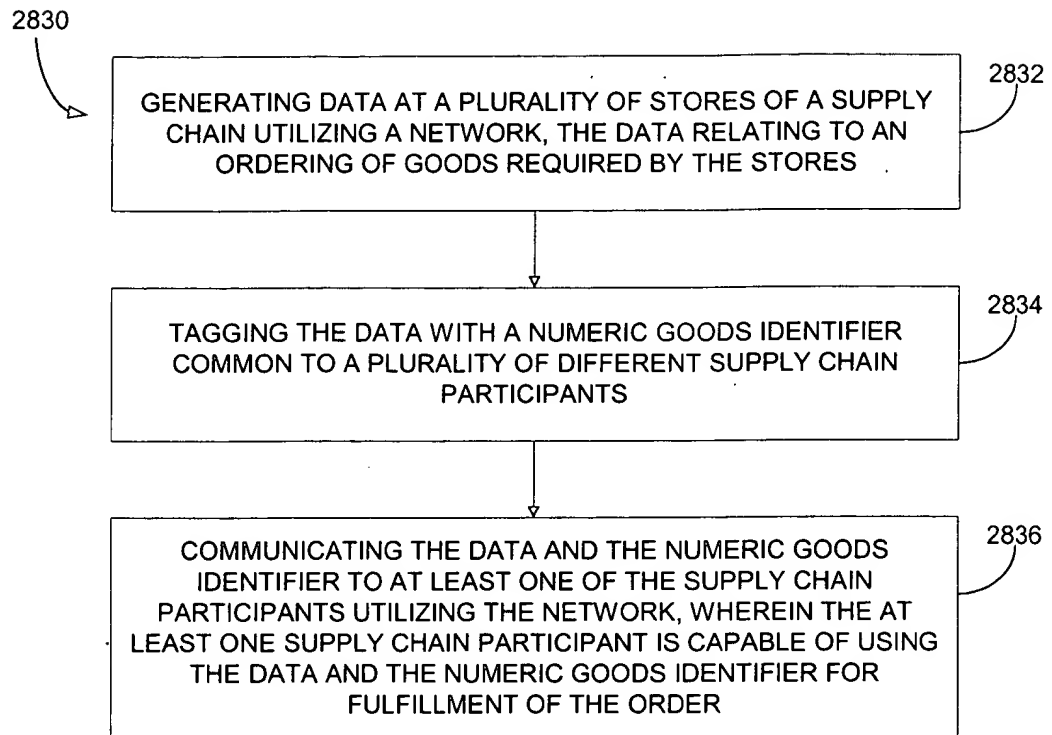 2830
2832
GENERATING DATA AT A PLURALITY OF STORES OF A SUPPLY
CHAIN UTILIZING A NETWORK, THE DATA RELATING TO AN
ORDERING OF GOODS REQUIRED BY THE STORES
2834
TAGGING THE DATA WITH A NUMERIC GOODS IDENTIFIER
COMMON TO A PLURALITY OF DIFFERENT SUPPLY CHAIN
PARTICIPANTS
2836
COMMUNICATING THE DATA AND THE NUMERIC GOODS
IDENTIFIER TO AT LEAST ONE OF THE SUPPLY CHAIN
PARTICIPANTS UTILIZING THE NETWORK, WHEREIN THE AT
LEAST ONE SUPPLY CHAIN PARTICIPANT IS CAPABLE OF USING
THE DATA AND THE NUMERIC GOODS IDENTIFIER FOR
FULFILLMENT OF THE ORDER